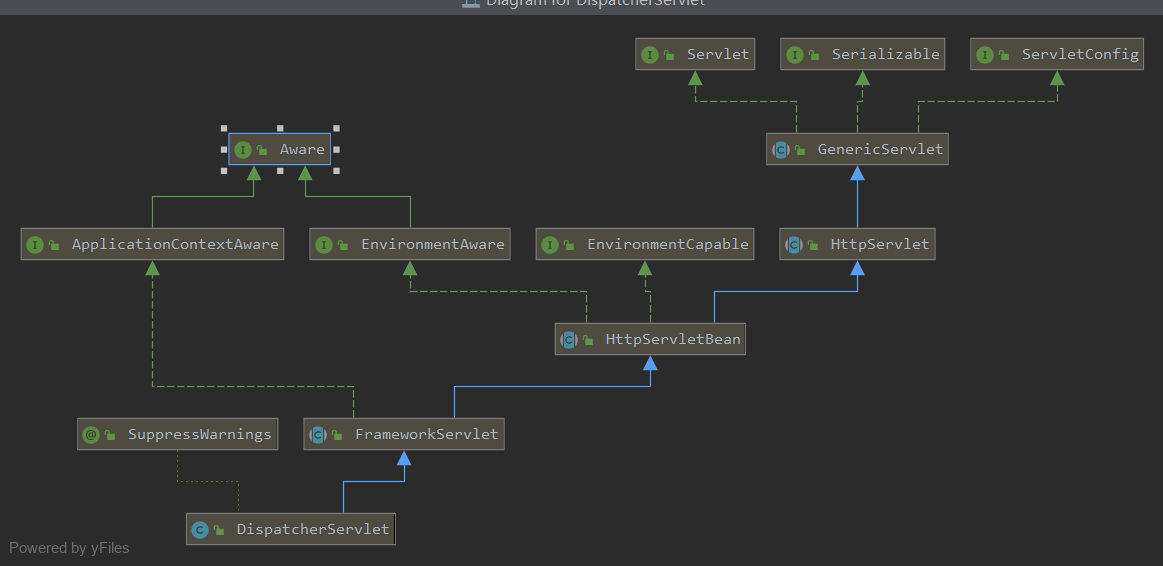 Diagram for DispatcherServlet
Servlet
Serializable
ServletConfig
Aware
GenericServlet
ApplicationContextAware
EnvironmentAware
EnvironmentCapable
HttpServlet
HttpServletBean
SuppressWarnings
FrameworkServlet
DispatcherServlet
Powered by yFiles